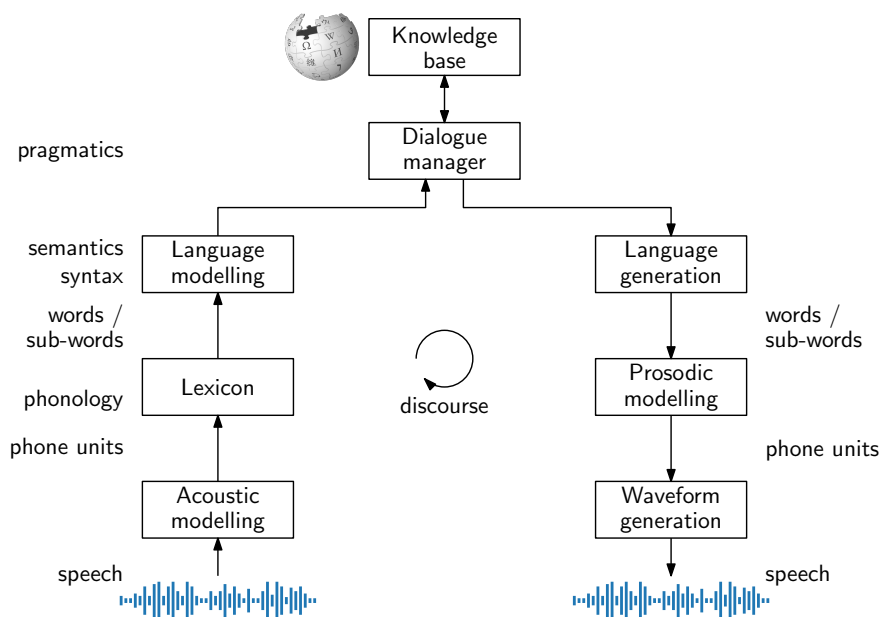 Knowledge
base
pragmatics
Dialogue
manager
semantics
syntax
Language
modelling
Language
generation
words /
sub-words
words /
sub-words
phonology
Lexicon
discourse
Prosodic
modelling
phone units
phone units
Acoustic
modelling
Waveform
generation
speech
speech